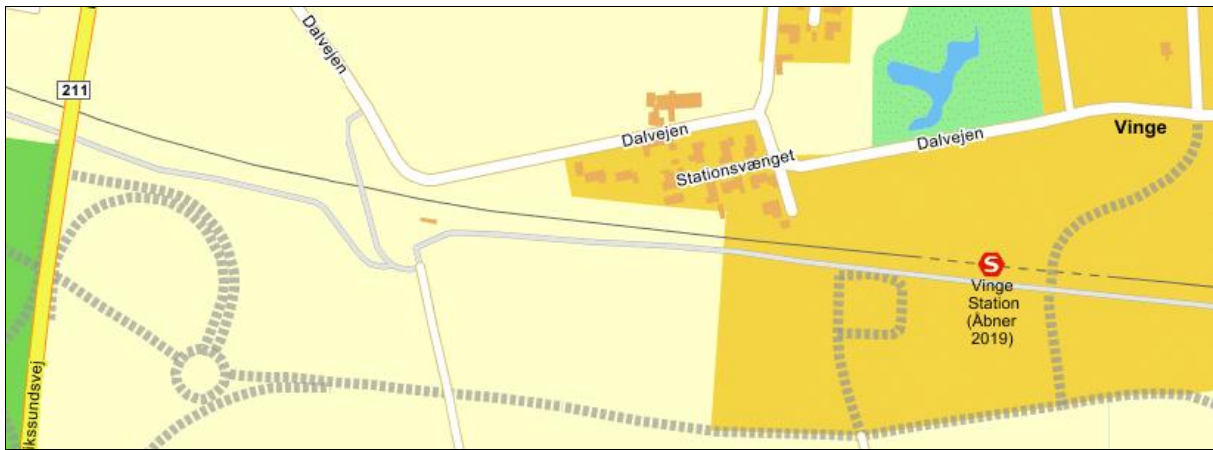 Dalvejen
211
Dalvejen
Stationsvænget
Dalvejen
Vinge
S
Vinge
Station
(Åbner
2019)
ikssundsvej